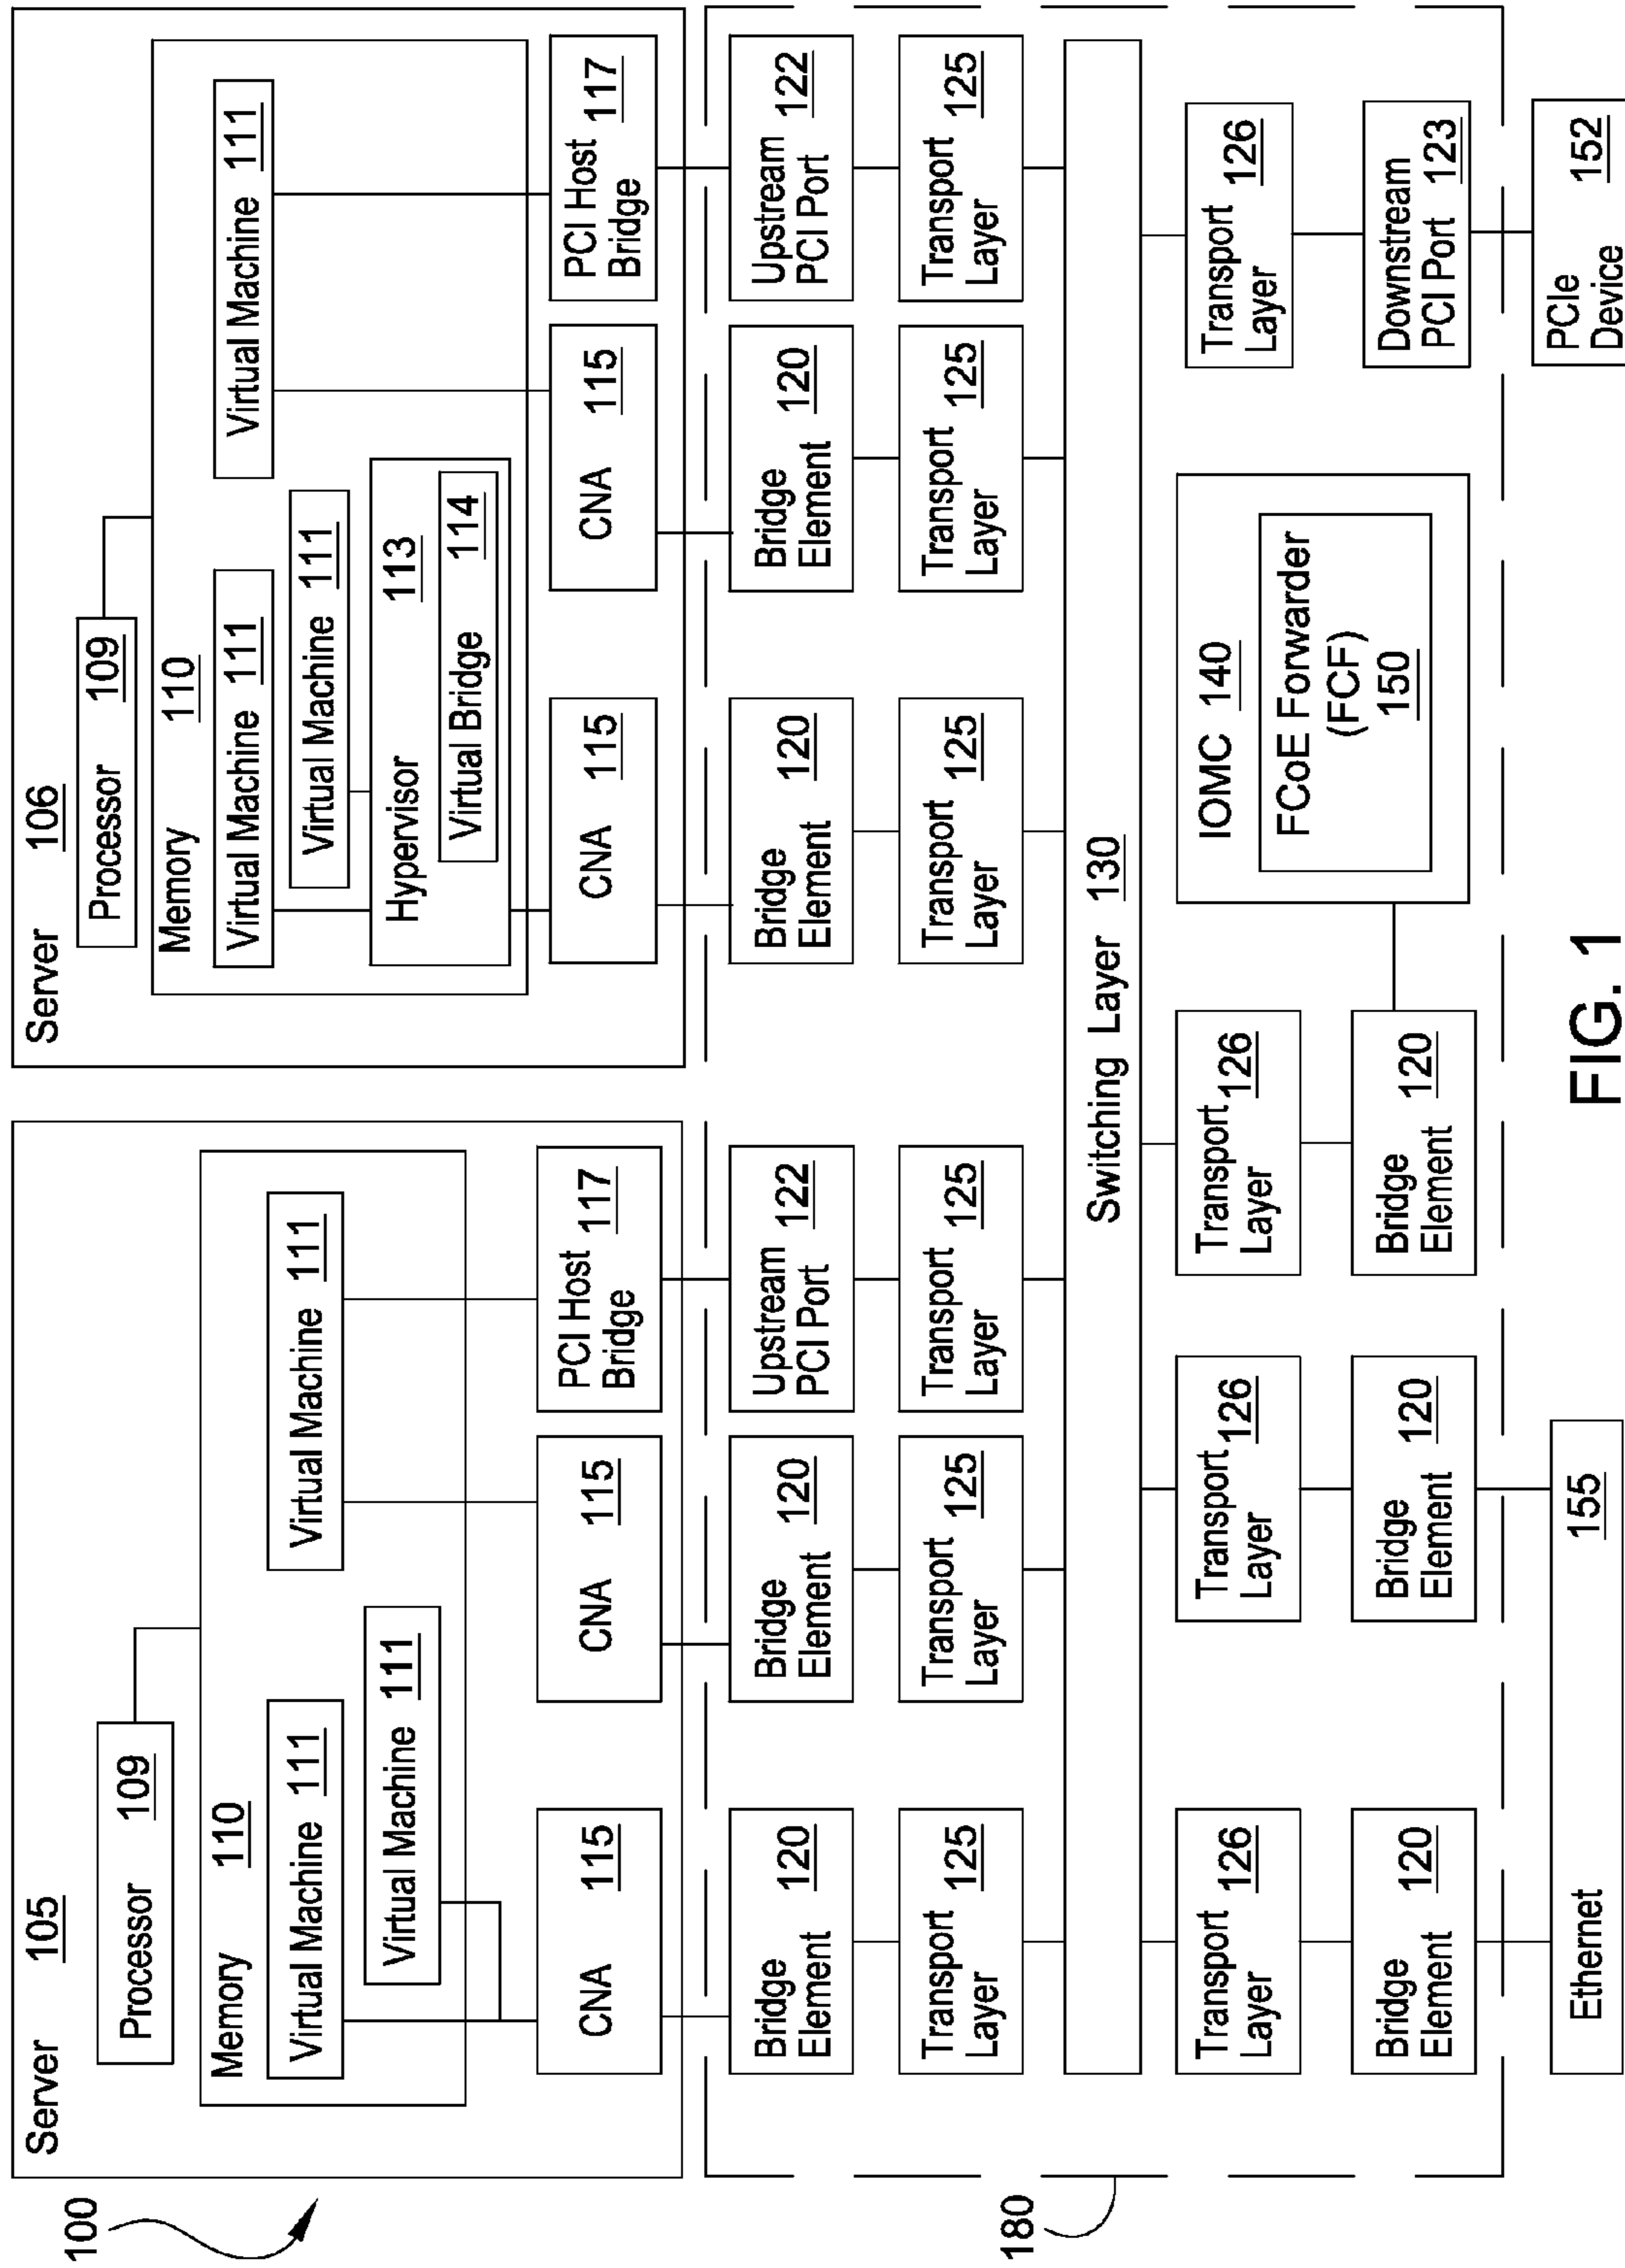 100
Server 105
Processor 109
Memory 110
Virtual Machine 111
Virtual Machine 111
Virtual Machine 111
CNA 115
CNA 115
PCI Host
Bridge 117
Server 106
Processor 109
Memory 110
Virtual Machine 111
Virtual Machine 111
Virtual Machine 111
Hypervisor 113
Virtual Bridge 114
CNA 115
CNA 115
PCI Host
Bridge 117
180
Bridge
Element 120
Bridge
Element 120
Upstream
PCI Port 122
Bridge
Element 120
Bridge
Element 120
Upstream
PCI Port 122
Transport
Layer 125
Transport
Layer 125
Transport
Layer 125
Transport
Layer 125
Transport
Layer 125
Transport
Layer 125
Switching Layer 130
Transport
Layer 126
Transport
Layer 126
Transport
Layer 126
Transport
Layer 126
Bridge
Element 120
Bridge
Element 120
Bridge
Element 120
IOMC 140
FCoE Forwarder
(FCF)
150
Downstream
PCI Port 123
Ethernet 155
PCIe
Device 152
FIG. 1